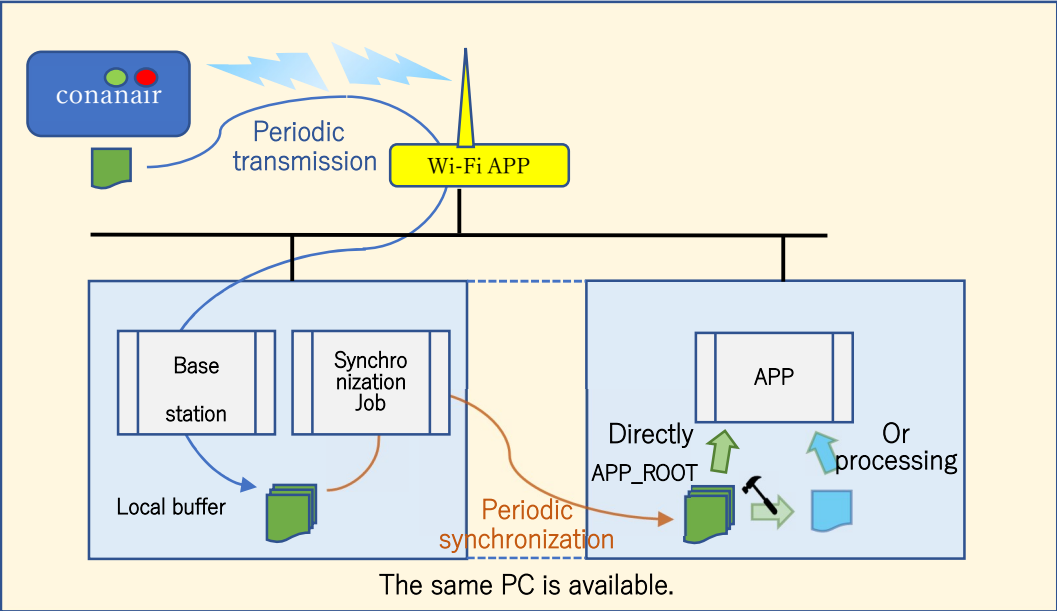 conanair
Periodic
transmission
Wi-Fi APP
Base
station
Synchro
nization
Job
APP
Directly
APP_ROOT
Or
processing
Local buffer
Periodic
synchronization
The same PC is available.